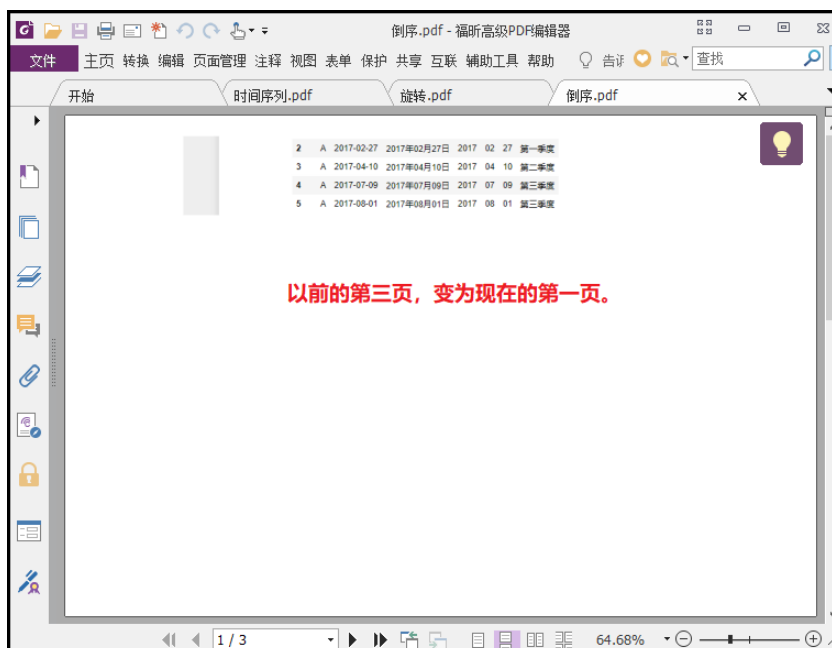 倒序.pdf - 福昕高级PDF编辑器
文件 主页 转换 编辑 页面管理 注释 视图 表单 保护 共享 互联 辅助工具 帮助 告诉 查找
开始 时间序列.pdf 旋转.pdf 倒序.pdf
2 A 2017-02-27 2017年02月27日 2017 02 27 第一季度
3 A 2017-04-10 2017年04月10日 2017 04 10 第二季度
4 A 2017-07-09 2017年07月09日 2017 07 09 第三季度
5 A 2017-08-01 2017年08月01日 2017 08 01 第三季度
以前的第三页，变为现在的第一页。
1 / 3 64.68%